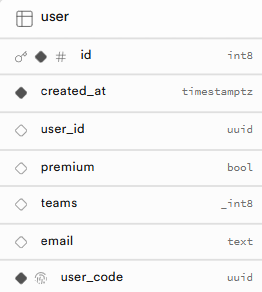 user
# id int8
created_at timestamptz
user_id uuid
premium bool
teams _int8
email text
user_code uuid